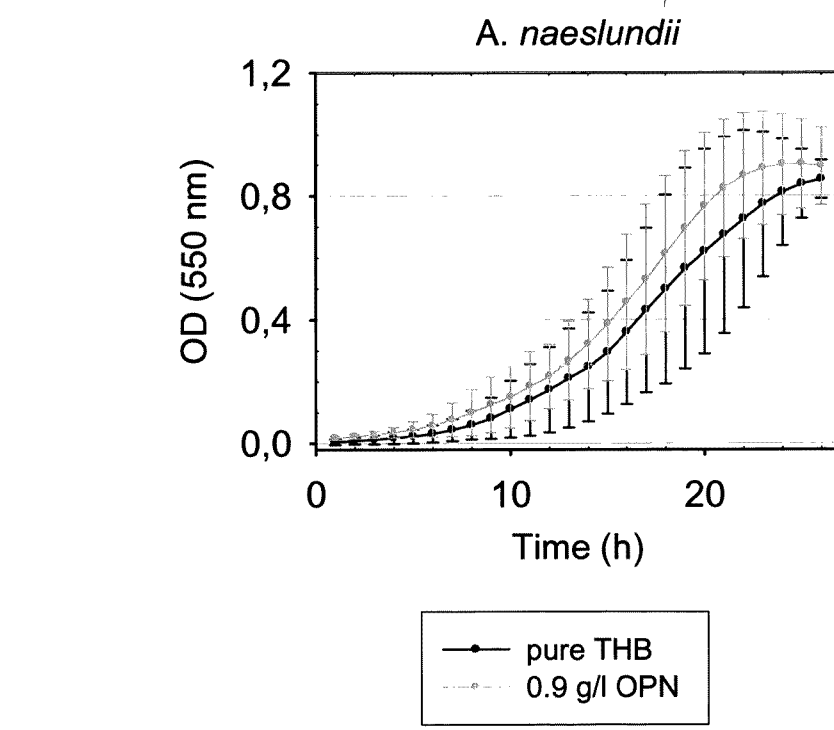 A. naeslundii
1,2
0,8
0,4
0,0
OD (550 nm)
0 10 20
Time (h)
pure THB
0.9 g/l OPN